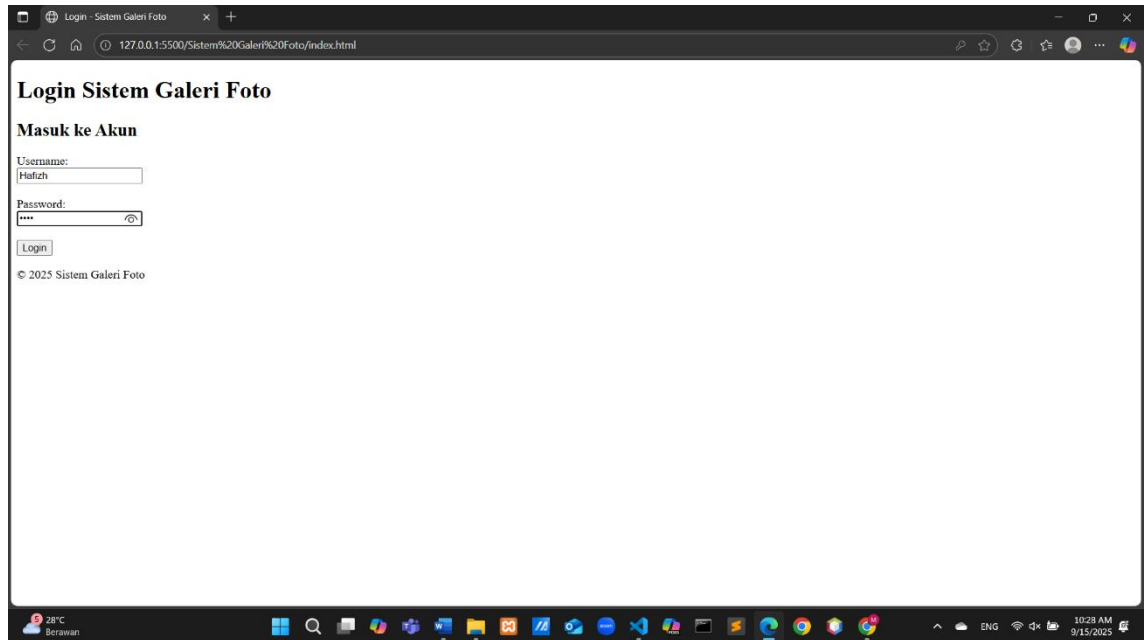 Login - Sistem Galeri Foto
127.0.0.1:5500/Sistem%20Galeri%20Foto/index.html
Login Sistem Galeri Foto
Masuk ke Akun
Username:
Hafizh
Password:
••••
Login
© 2025 Sistem Galeri Foto
5
28°C
Berawan
ENG
10:28 AM
9/15/2025